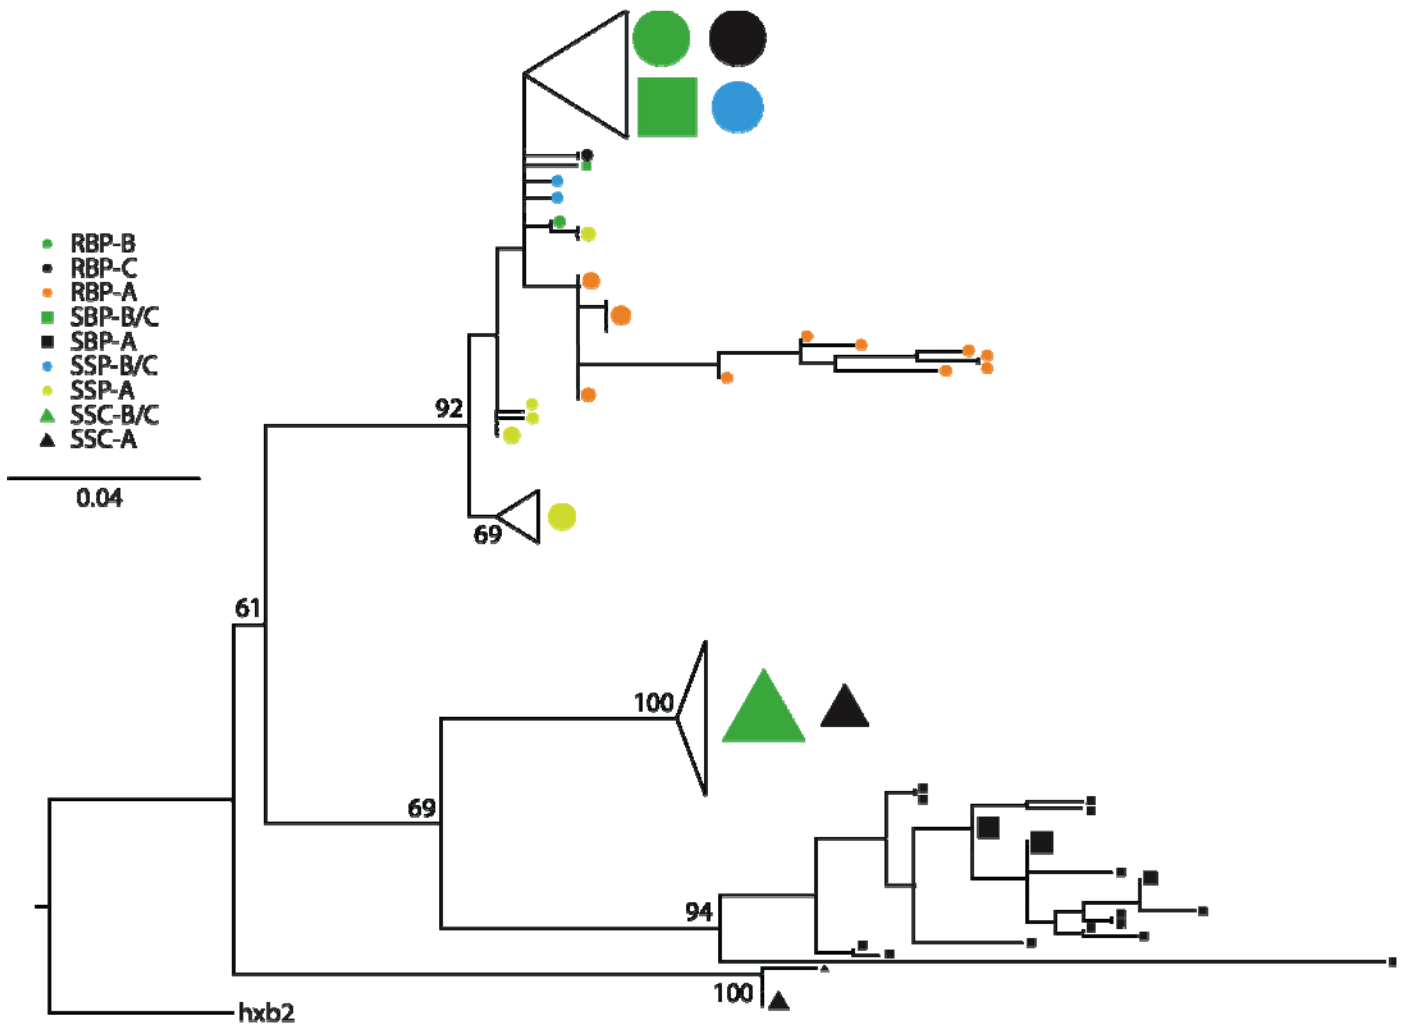 RBP-B
RBP-C
RBP-A
SBP-B/C
SBP-A
SSP-B/C
SSP-A
SSC-B/C
SSC-A
0.04
92
69
61
100
69
94
100
hxb2